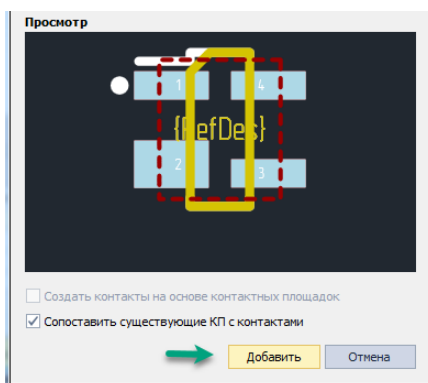 Просмотр
1
4
{RefDes}
2
3
Создать контакты на основе контактных площадок
Сопоставить существующие КП с контактами
Добавить
Отмена